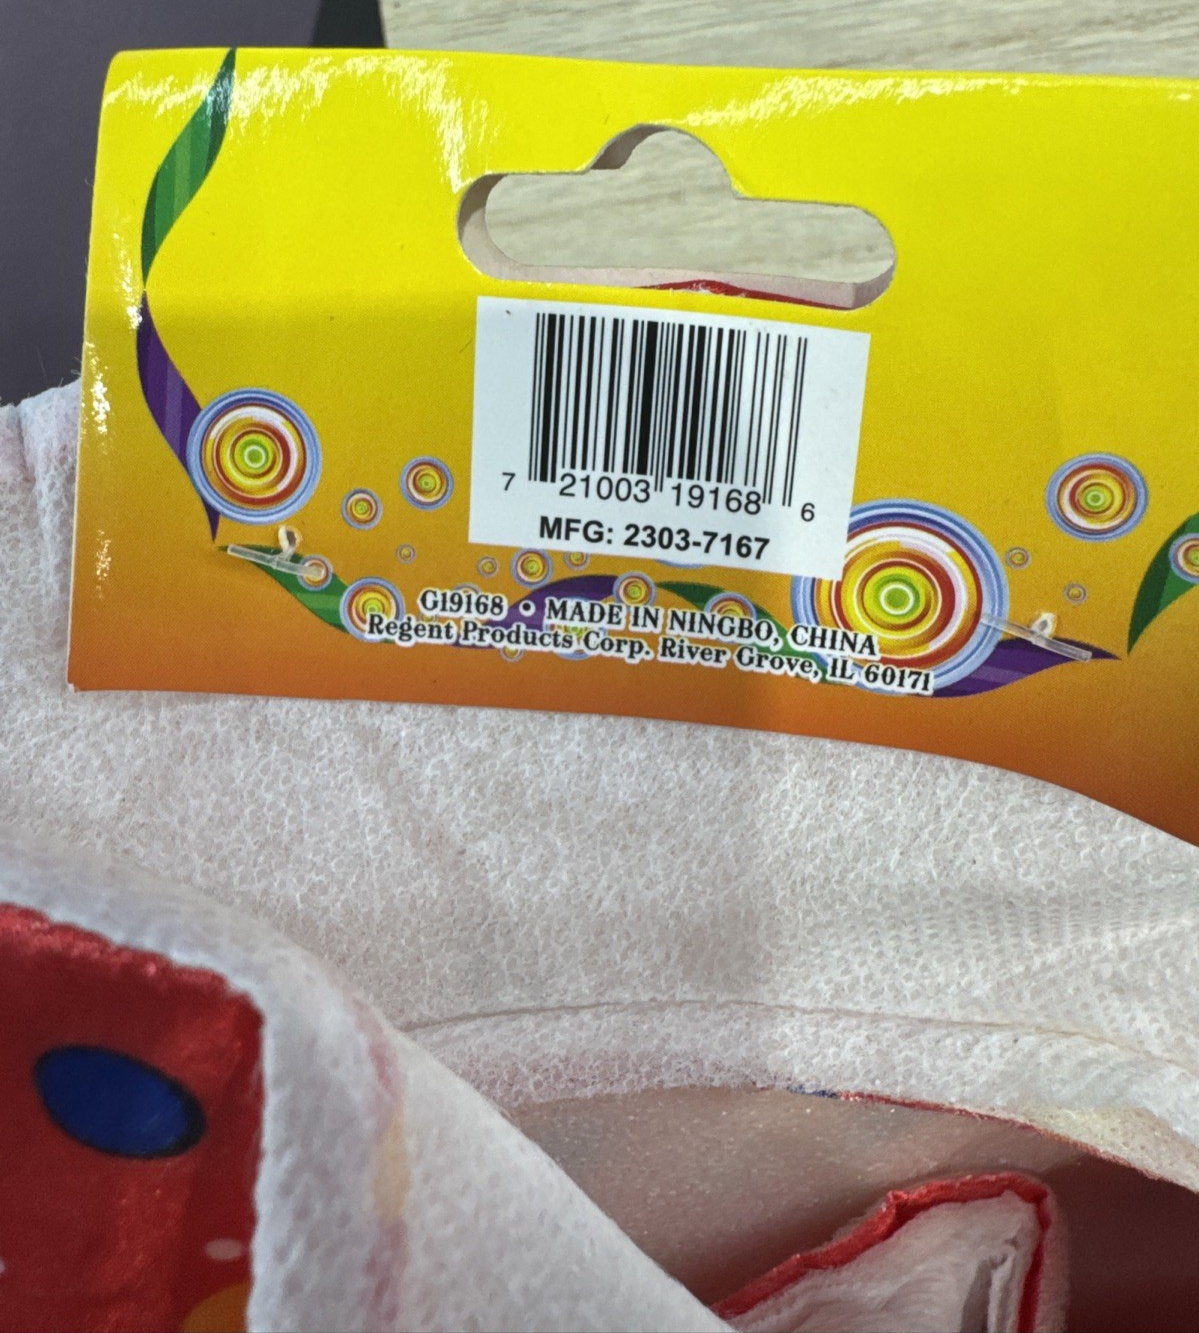 7 21003 19168 6
MFG: 2303-7167
G19168 • MADE IN NINGBO, CHINA
Regent Products Corp. River Grove, IL 60171